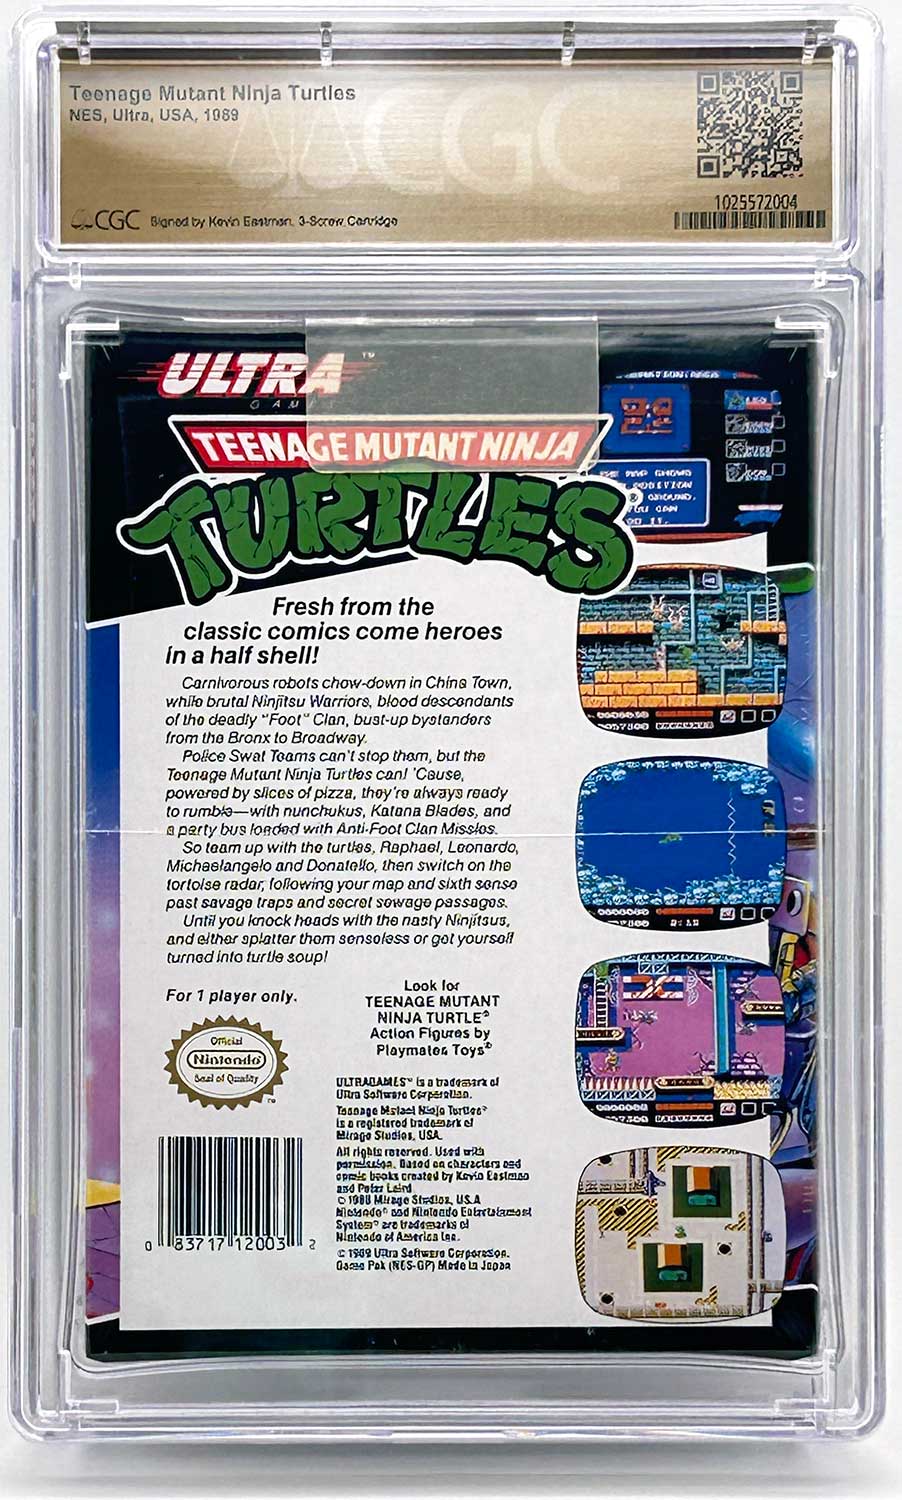 Teenage Mutant Ninja Turtles
NES, Ultra, USA, 1989
CGC
1025572004
CGC Signed by Kevin Eastman, 3-Screw Cartridge
ULTRA™
GAMES
TEENAGE MUTANT NINJA
TURTLES
®
Fresh from the
classic comics come heroes
in a half shell!
Carnivorous robots chow-down in China Town,
while brutal Ninjitsu Warriors, blood descendants
of the deadly "Foot" Clan, bust-up bystanders
from the Bronx to Broadway.
Police Swat Teams can't stop them, but the
Teenage Mutant Ninja Turtles can! 'Cause,
powered by slices of pizza, they're always ready
to rumble—with nunchukus, Katana Blades, and
a party bus loaded with Anti-Foot Clan Missles.
So team up with the turtles, Raphael, Leonardo,
Michaelangelo and Donatello, then switch on the
tortoise radar, following your map and sixth sense
past savage traps and secret sewage passages.
Until you knock heads with the nasty Ninjitsus,
and either splatter them senseless or get yourself
turned into turtle soup!
For 1 player only.
Look for
TEENAGE MUTANT
NINJA TURTLE®
Action Figures by
Playmates Toys®
Official
Nintendo®
Seal of Quality
™
ULTRAGAMES™ is a trademark of
Ultra Software Corporation.
Teenage Mutant Ninja Turtles®
is a registered trademark of
Mirage Studios, USA.
All rights reserved. Used with
permission. Based on characters and
comic books created by Kevin Eastman
and Peter Laird
Mirage Studios, U.S.A
Nintendo® and Nintendo Entertainment
System® are trademarks of
Nintendo of America Inc.
© 1989 Ultra Software Corporation.
Game Pak (NES-GP) Made in Japan
0 83717 12003 2